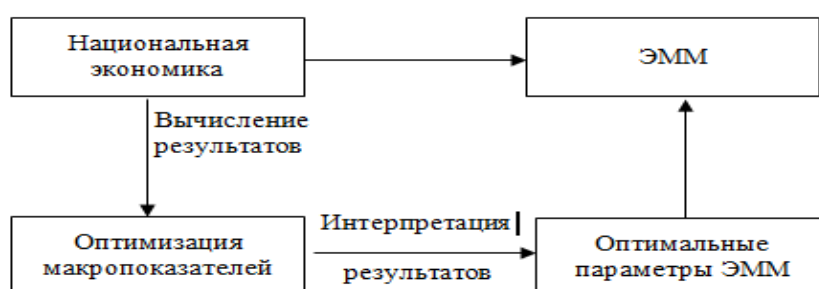 Национальная
экономика
ЭММ
Вычисление
результатов
Оптимизация
макропоказателей
Интерпретация
результатов
Оптимальные
параметры ЭММ